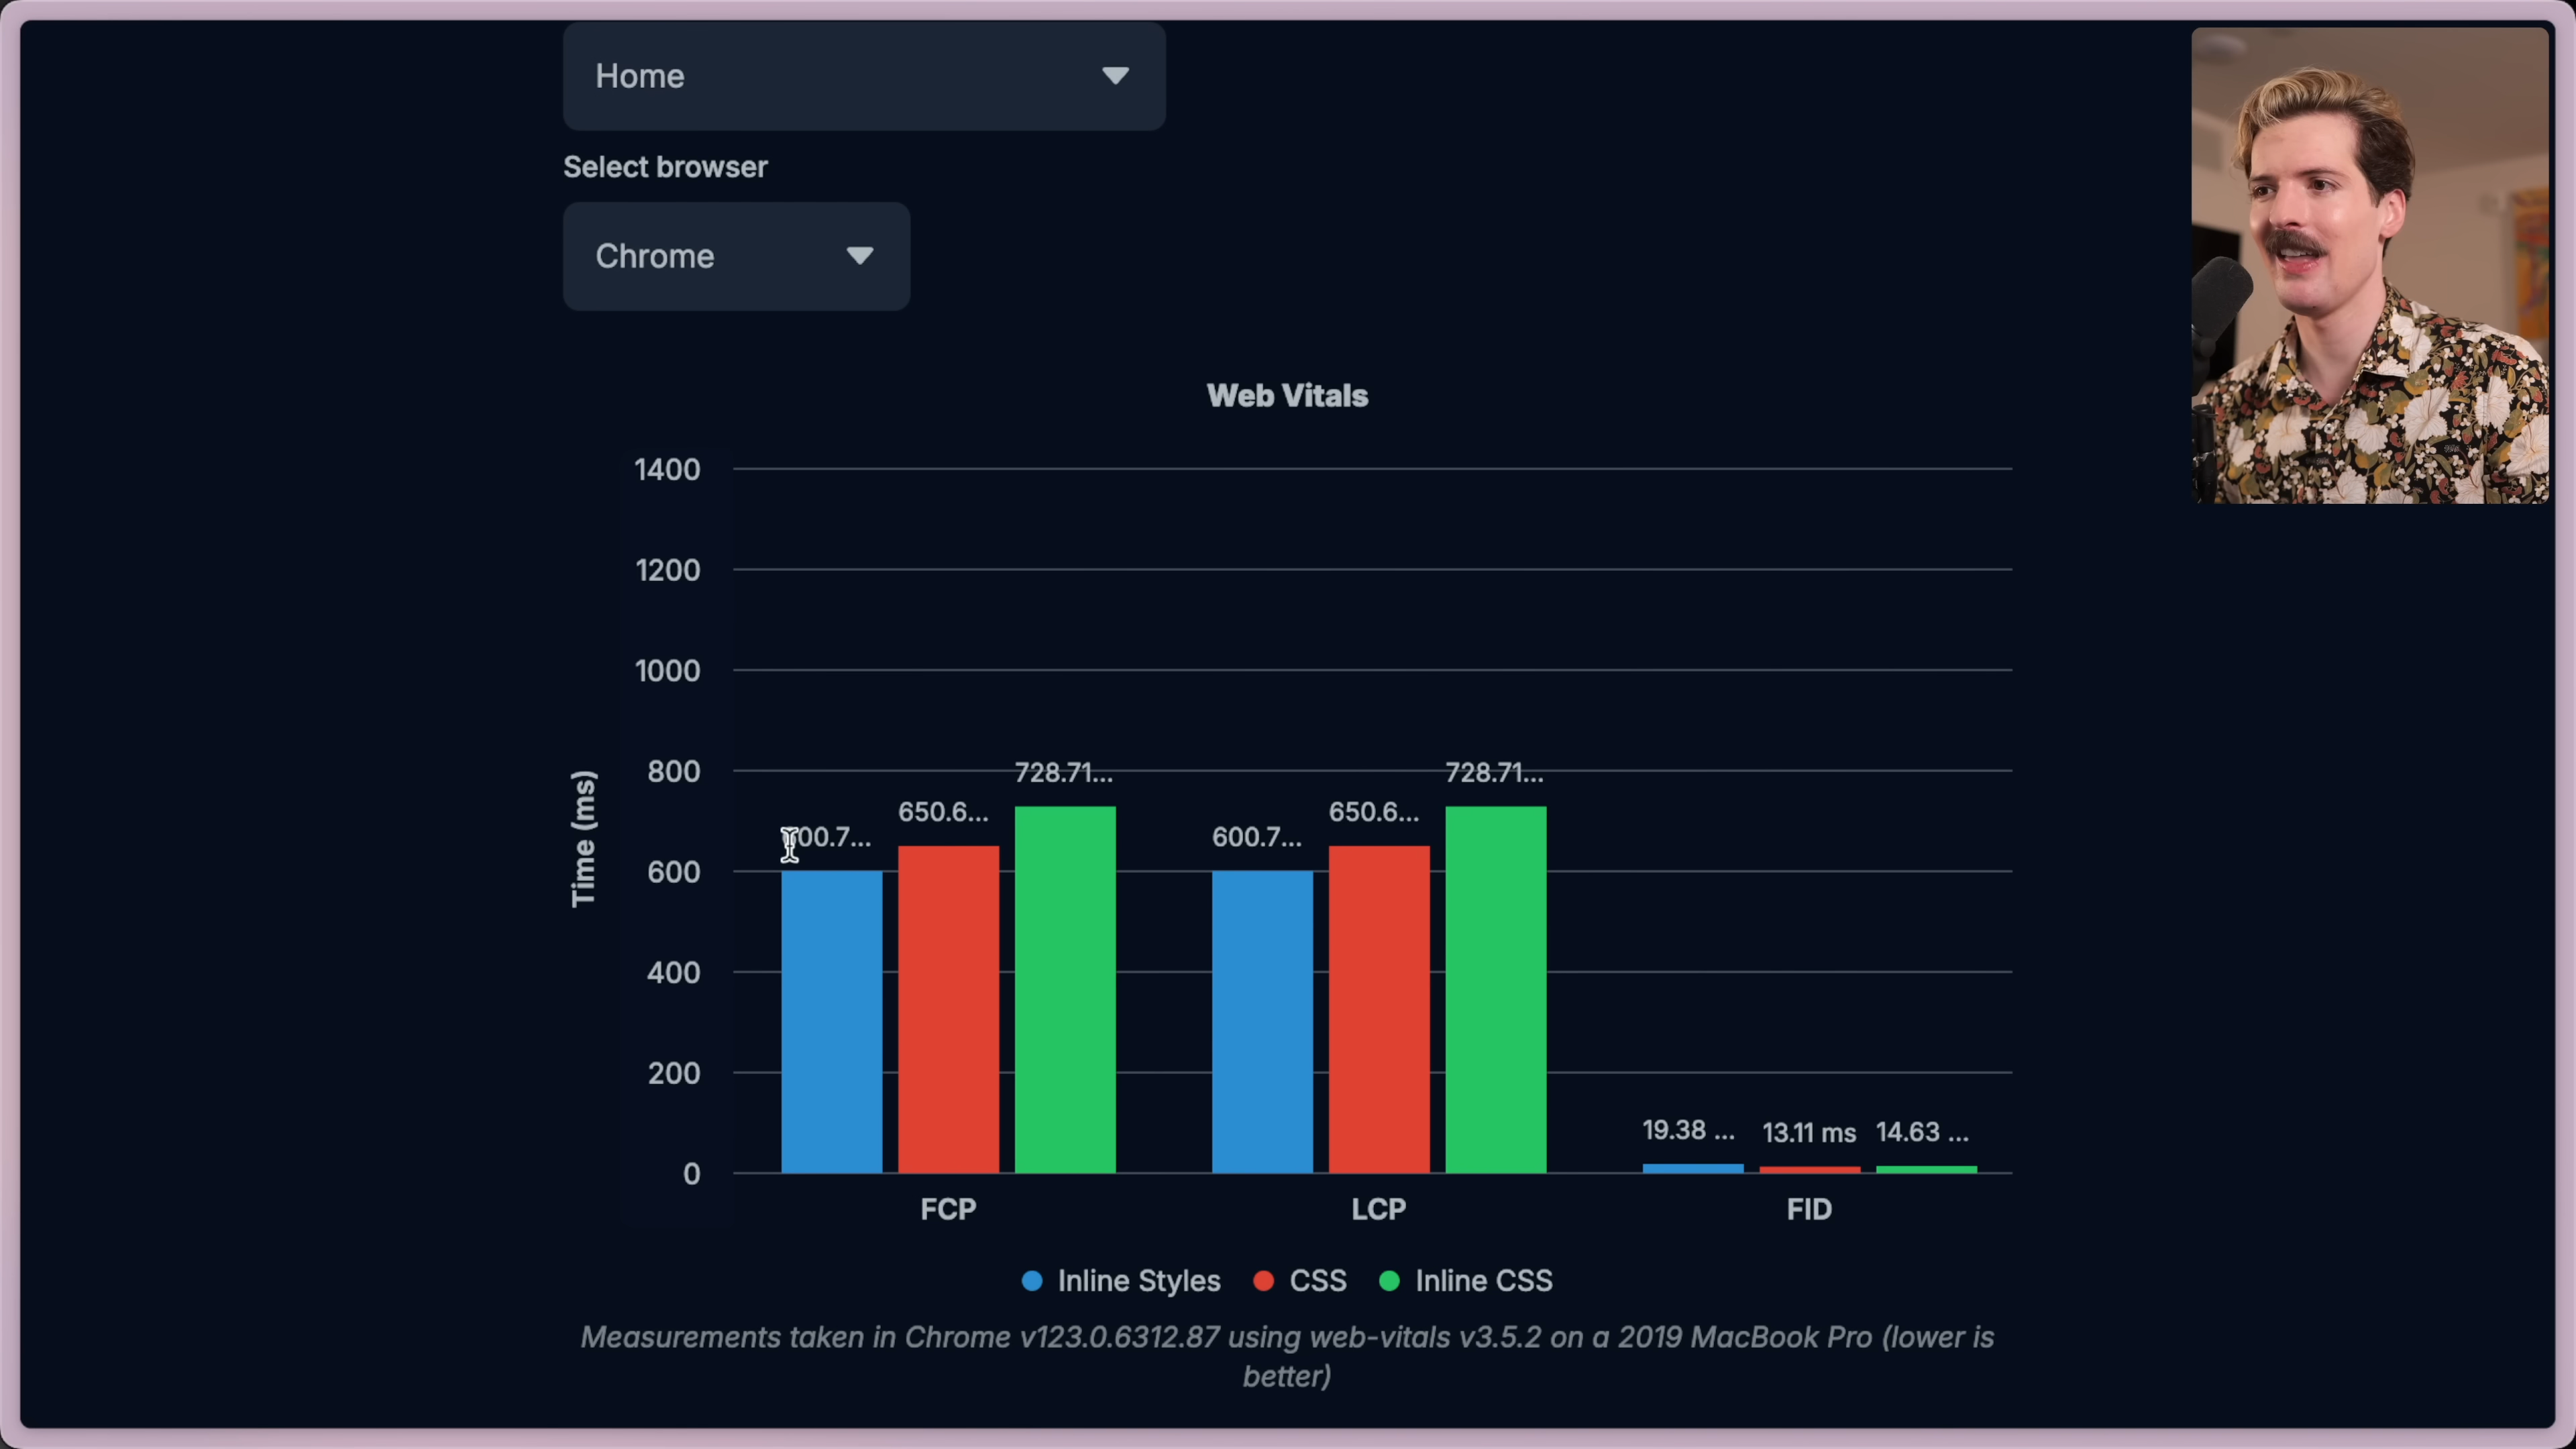 Home
Select browser
Chrome
Web Vitals
1400
1200
1000
800
600
400
200
0
Time (ms)
00.7...
650.6...
728.71...
600.7...
650.6...
728.71...
19.38 ...
13.11 ms
14.63 ...
FCP
LCP
FID
Inline Styles
CSS
Inline CSS
Measurements taken in Chrome v123.0.6312.87 using web-vitals v3.5.2 on a 2019 MacBook Pro (lower is
better)